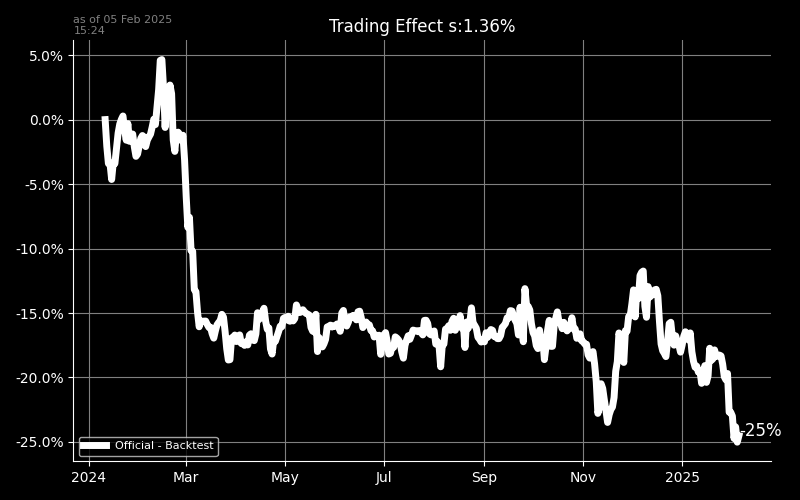 as of 05 Feb 2025
15:24
Trading Effect s:1.36%
5.0%
0.0%
-5.0%
-10.0%
-15.0%
-20.0%
-25.0%
-25%
Official - Backtest
2024 Mar May Jul Sep Nov 2025